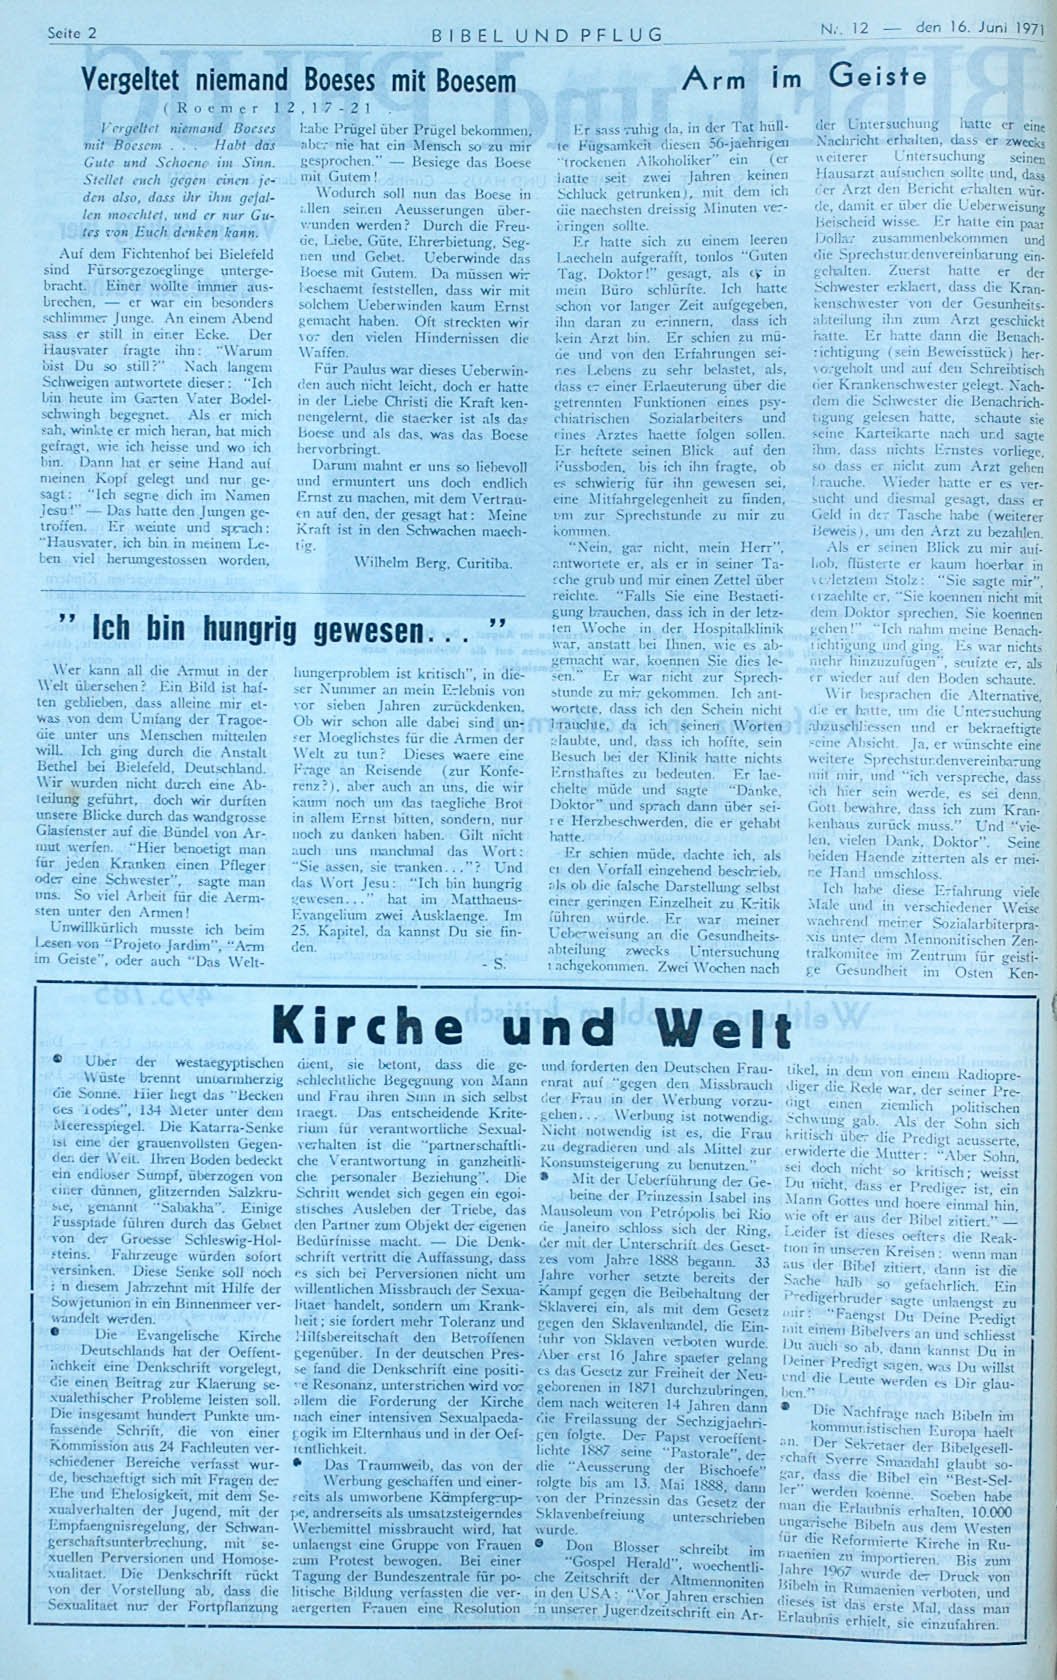 Seite 2
BIBEL UND PFLUG
Nr. 12 — den 16. Juni 1971
Vergeltet niemand Boeses mit Boesem
(Roemer 12,17-21
Vergeltet niemand Boeses
mit Boesem . . . . Habt das
Gute und Schoene im Sinn.
Stellet euch gegen einen je-
den also, dass ihr ihm gefal-
len moechtet, und er nur Gu-
tes von Euch denken kann.
Auf dem Fichtenhof bei Bielefeld
sind Fürsorgezoeglinge unterge-
bracht. Einer wollte immer aus-
brechen, — er war ein besonders
schlimmer Junge. An einem Abend
sass er still in einer Ecke. Der
Hausvater fragte ihn: "Warum
bist Du so still?" Nach langem
Schweigen antwortete dieser: "Ich
bin heute im Garten Vater Bodel-
schwingh begegnet. Als er mich
sah, winkte er mich heran, hat mich
gefragt, wie ich heisse und wo ich
bin. Dann hat er seine Hand auf
meinen Kopf gelegt und nur ge-
sagt: "Ich segne dich im Namen
Jesu!" — Das hatte den Jungen ge-
troffen. Er weinte und sprach:
"Hausvater, ich bin in meinem Le-
ben viel herumgestossen worden,
habe Prügel über Prügel bekommen,
aber nie hat ein Mensch so zu mir
gesprochen." — Besiege das Boese
mit Gutem!
Wodurch soll nun das Boese in
allen seinen Aeusserungen über-
wunden werden? Durch die Freu-
de, Liebe, Güte, Ehrerbietung, Seg-
nen und Gebet. Ueberwinde das
Boese mit Gutem. Da müssen wir
beschaemt feststellen, dass wir mit
solchem Ueberwinden kaum Ernst
gemacht haben. Oft streckten wir
vor den vielen Hindernissen die
Waffen.
Für Paulus war dieses Ueberwin-
den auch nicht leicht, doch er hatte
in der Liebe Christi die Kraft ken-
nengelernt, die staerker ist als das
Boese und als das, was das Boese
hervorbringt.
Darum mahnt er uns so liebevoll
und ermuntert uns doch endlich
Ernst zu machen, mit dem Vertrau-
en auf den, der gesagt hat: Meine
Kraft ist in den Schwachen maech-
tig.
Wilhelm Berg, Curitiba.
" Ich bin hungrig gewesen. . . "
Wer kann all die Armut in der
Welt übersehen? Ein Bild ist haf-
ten geblieben, dass alleine mir et-
was von dem Umfang der Tragoe-
die unter uns Menschen mitteilen
will. Ich ging durch die Anstalt
Bethel bei Bielefeld, Deutschland.
Wir wurden nicht durch eine Ab-
teilung geführt, doch wir durften
unsere Blicke durch das wandgrosse
Glasfenster auf die Bündel von Ar-
mut werfen. "Hier benoetigt man
für jeden Kranken einen Pfleger
oder eine Schwester", sagte man
uns. So viel Arbeit für die Aerm-
sten unter den Armen!
Unwillkürlich musste ich beim
Lesen von "Projeto Jardim", "Arm
im Geiste", oder auch "Das Welt-
hungerproblem ist kritisch", in die-
ser Nummer an mein Erlebnis von
vor sieben Jahren zurückdenken.
Ob wir schon alle dabei sind un-
ser Moeglichstes für die Armen der
Welt zu tun? Dieses waere eine
Frage an Reisende (zur Konfe-
renz?), aber auch an uns, die wir
kaum noch um das taegliche Brot
in allem Ernst bitten, sondern, nur
noch zu danken haben. Gilt nicht
auch uns manchmal das Wort:
"Sie assen, sie tranken. . ."? Und
das Wort Jesu: "Ich bin hungrig
gewesen. . ." hat im Matthaeus-
Evangelium zwei Ausklaenge. Im
25. Kapitel, da kannst Du sie fin-
den.
- S.
Arm im Geiste
Er sass ruhig da, in der Tat hüll-
te Fügsamkeit diesen 56-jaehrigen
"trockenen Alkoholiker" ein (er
hatte seit zwei Jahren keinen
Schluck getrunken), mit dem ich
die naechsten dreissig Minuten ver-
bringen sollte.
Er hatte sich zu einem leeren
Laecheln aufgerafft, tonlos "Guten
Tag, Doktor!" gesagt, als er in
mein Büro schlürfte. Ich hatte
schon vor langer Zeit aufgegeben,
ihn daran zu erinnern, dass ich
kein Arzt bin. Er schien zu mü-
de und von den Erfahrungen sei-
nes Lebens zu sehr belastet, als,
dass er einer Erlaeuterung über die
getrennten Funktionen eines psy-
chiatrischen Sozialarbeiters und
eines Arztes haette folgen sollen.
Er heftete seinen Blick auf den
Fussboden, bis ich ihn fragte, ob
es schwierig für ihn gewesen sei,
eine Mitfahrgelegenheit zu finden,
um zur Sprechstunde zu mir zu
kommen.
"Nein, gar nicht, mein Herr",
antwortete er, als er in seiner Ta-
sche grub und mir einen Zettel über
reichte. "Falls Sie eine Bestaeti-
gung brauchen, dass ich in der letz-
ten Woche in der Hospitalklinik
war, anstatt bei Ihnen, wie es ab-
gemacht war, koennen Sie dies le-
sen." Er war nicht zur Sprech-
stunde zu mir gekommen. Ich ant-
wortete, dass ich den Schein nicht
brauchte, da ich seinen Worten
glaubte, und, dass ich hoffte, sein
Besuch bei der Klinik hatte nichts
Ernsthaftes zu bedeuten. Er lae-
chelte müde und sagte "Danke,
Doktor" und sprach dann über sei-
re Herzbeschwerden, die er gehabt
hatte.
Er schien müde, dachte ich, als
er den Vorfall eingehend beschrieb,
als ob die falsche Darstellung selbst
einer geringen Einzelheit zu Kritik
führen würde. Er war meiner
Ueberweisung an die Gesundheits-
abteilung zwecks Untersuchung
nachgekommen. Zwei Wochen nach
der Untersuchung hatte er eine
Nachricht erhalten, dass er zwecks
weiterer Untersuchung seinen
Hausarzt aufsuchen sollte und, dass
der Arzt den Bericht erhalten wür-
de, damit er über die Ueberweisung
Beischeid wisse. Er hatte ein paar
Dollar zusammenbekommen und
die Sprechstundenvereinbarung ein-
gehalten. Zuerst hatte er der
Schwester erklaert, dass die Kran-
kenschwester von der Gesunheits-
abteilung ihn zum Arzt geschickt
hatte. Er hatte dann die Benach-
richtigung (sein Beweisstück) her-
vorgeholt und auf den Schreibtisch
der Krankenschwester gelegt. Nach-
dem die Schwester die Benachrich-
tigung gelesen hatte, schaute sie
seine Karteikarte nach und sagte
ihm, dass nichts Ernstes vorliege,
so dass er nicht zum Arzt gehen
brauche. Wieder hatte er es ver-
sucht und diesmal gesagt, dass er
Geld in der Tasche habe (weiterer
Beweis), um den Arzt zu bezahlen.
Als er seinen Blick zu mir auf-
hob, flüsterte er kaum hoerbar in
verletztem Stolz: "Sie sagte mir",
erzaehlte er, "Sie koennen nicht mit
dem Doktor sprechen, Sie koennen
gehen!" "Ich nahm meine Benach-
richtigung und ging. Es war nichts
mehr hinzuzufügen", seufzte er, als
er wieder auf den Boden schaute.
Wir besprachen die Alternative,
die er hatte, um die Untersuchung
abzuschliessen und er bekraeftigte
seine Absicht. Ja, er wünschte eine
weitere Sprechstundenvereinbarung
mit mir, und "ich verspreche, dass
ich hier sein werde, es sei denn,
Gott bewahre, dass ich zum Kran-
kenhaus zurück muss." Und "vie-
len, vielen Dank, Doktor". Seine
beiden Haende zitterten als er mei-
ne Hand umschloss.
Ich habe diese Erfahrung viele
Male und in verschiedener Weise
waehrend meiner Sozialarbiterpra-
xis unter dem Mennonitischen Zen-
tralkomitee im Zentrum für geisti-
ge Gesundheit im Osten Ken-
Kirche und Welt
Uber der westaegyptischen
Wüste brennt unbarmherzig
die Sonne. Hier liegt das "Becken
des Todes", 134 Meter unter dem
Meeresspiegel. Die Katarra-Senke
ist eine der grauenvollsten Gegen-
den der Welt. Ihren Boden bedeckt
ein endloser Sumpf, überzogen von
einer dünnen, glitzernden Salzkru-
ste, genannt "Sabakha". Einige
Fusspfade führen durch das Gebiet
von der Groesse Schleswig-Hol-
steins. Fahrzeuge würden sofort
versinken. Diese Senke soll noch
in diesem Jahrzehnt mit Hilfe der
Sowjetunion in ein Binnenmeer ver-
wandelt werden.
Die Evangelische Kirche
Deutschlands hat der Oeffent-
lichkeit eine Denkschrift vorgelegt,
die einen Beitrag zur Klaerung se-
xualethischer Probleme leisten soll.
Die insgesamt hundert Punkte um-
fassende Schrift, die von einer
Kommission aus 24 Fachleuten ver-
schiedener Bereiche verfasst wur-
de, beschaeftigt sich mit Fragen der
Ehe und Ehelosigkeit, mit dem Se-
xualverhalten der Jugend, mit der
Empfaengnisregelung, der Schwan-
gerschaftsunterbrechung, mit se-
xuellen Perversionen und Homose-
xualitaet. Die Denkschrift rückt
von der Vorstellung ab, dass die
Sexualitaet nur der Fortpflanzung
dient, sie betont, dass die ge-
schlechtliche Begegnung von Mann
und Frau ihren Sinn in sich selbst
traegt. Das entscheidende Krite-
rium für verantwortliche Sexual-
verhalten ist die "partnerschaftli-
che Verantwortung in ganzheitli-
che personaler Beziehung". Die
Schritt wendet sich gegen ein egoi-
stisches Ausleben der Triebe, das
den Partner zum Objekt der eigenen
Bedürfnisse macht. — Die Denk-
schrift vertritt die Auffassung, dass
es sich bei Perversionen nicht um
willentlichen Missbrauch der Sexua-
litaet handelt, sondern um Krank-
heit; sie fordert mehr Toleranz und
Hilfsbereitschaft den Betroffenen
gegenüber. In der deutschen Pres-
se fand die Denkschrift eine positi-
ve Resonanz, unterstrichen wird vor
allem die Forderung der Kirche
nach einer intensiven Sexualpaeda-
gogik im Elternhaus und in der Oef-
fentlichkeit.
Das Traumweib, das von der
Werbung geschaffen und einer-
reits als umworbene Kämpfergrup-
pe, andrerseits als umsatzsteigerndes
Werbemittel missbraucht wird, hat
unlaengst eine Gruppe von Frauen
zum Protest bewogen. Bei einer
Tagung der Bundeszentrale für po-
litische Bildung verfassten die ver-
aergerten Frauen eine Resolution
und forderten den Deutschen Frau-
enrat auf "gegen den Missbrauch
der Frau in der Werbung vorzu-
gehen. . . Werbung ist notwendig.
Nicht notwendig ist es, die Frau
zu degradieren und als Mittel zur
Konsumsteigerung zu benutzen."
Mit der Ueberführung der Ge-
beine der Prinzessin Isabel ins
Mausoleum von Petrópolis bei Rio
de Janeiro schloss sich der Ring,
der mit der Unterschrift des Geset-
zes vom Jahre 1888 begann. 33
Jahre vorher setzte bereits der
Kampf gegen die Beibehaltung der
Sklaverei ein, als mit dem Gesetz
gegen den Sklavenhandel, die Ein-
fuhr von Sklaven verboten wurde.
Aber erst 16 Jahre spaeter gelang
es das Gesetz zur Freiheit der Neu-
geborenen in 1871 durchzubringen,
dem nach weiteren 14 Jahren dann
die Freilassung der Sechzigjaehri-
gen folgte. Der Papst veroeffent-
lichte 1887 seine "Pastorale", der
die "Aeusserung der Bischoefe"
folgte bis am 13. Mai 1888, dann
von der Prinzessin das Gesetz der
Sklavenbefreiung unterschrieben
wurde.
Don Blosser schreibt im
"Gospel Herald", woechentli-
che Zeitschrift der Altmennoniten
in den USA: "Vor Jahren erschien
in unserer Jugendzeitschrift ein Ar-
tikel, in dem von einem Radiopre-
diger die Rede war, der seiner Pre-
digt einen ziemlich politischen
Schwung gab. Als der Sohn sich
kritisch über die Predigt aeusserte,
erwiderte die Mutter: "Aber Sohn,
sei doch nicht so kritisch; weisst
Du nicht, dass er Prediger ist, ein
Mann Gottes und hoere einmal hin,
wie oft er aus der Bibel zitiert." —
Leider ist dieses oefters die Reak-
tion in unseren Kreisen: wenn man
aus der Bibel zitiert, dann ist die
Sache halb so gefaehrlich. Ein
Predigerbruder sagte unlaengst zu
mir: "Faengst Du Deine Predigt
mit einem Bibelvers an und schliesst
Du auch so ab, dann kannst Du in
Deiner Predigt sagen, was Du willst
und die Leute werden es Dir glau-
ben."
Die Nachfrage nach Bibeln im
kommunistischen Europa haelt
an. Der Sekretaer der Bibelgesell-
schaft Sverre Smaadahl glaubt so-
gar, dass die Bibel ein "Best-Sel-
ler" werden koenne. Soeben habe
man die Erlaubnis erhalten, 10.000
ungarische Bibeln aus dem Westen
für die Reformierte Kirche in Ru-
maenien zu importieren. Bis zum
Jahre 1967 wurde der Druck von
Bibeln in Rumaenien verboten, und
dieses ist das erste Mal, dass man
Erlaubnis erhielt, sie einzufahren.